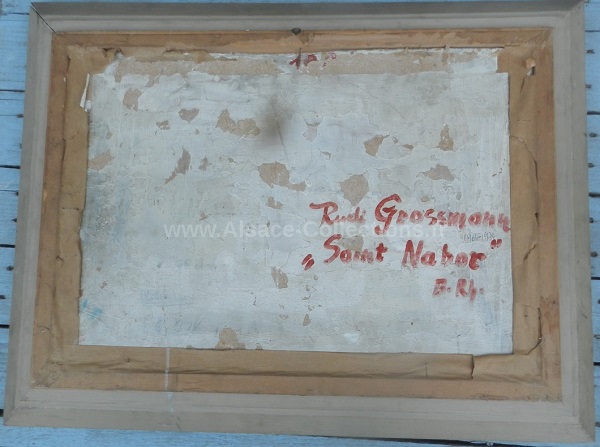 Rudi Grossmann
www.Alsace-Collections.fr
„Saint Nabor"
B. Rh.